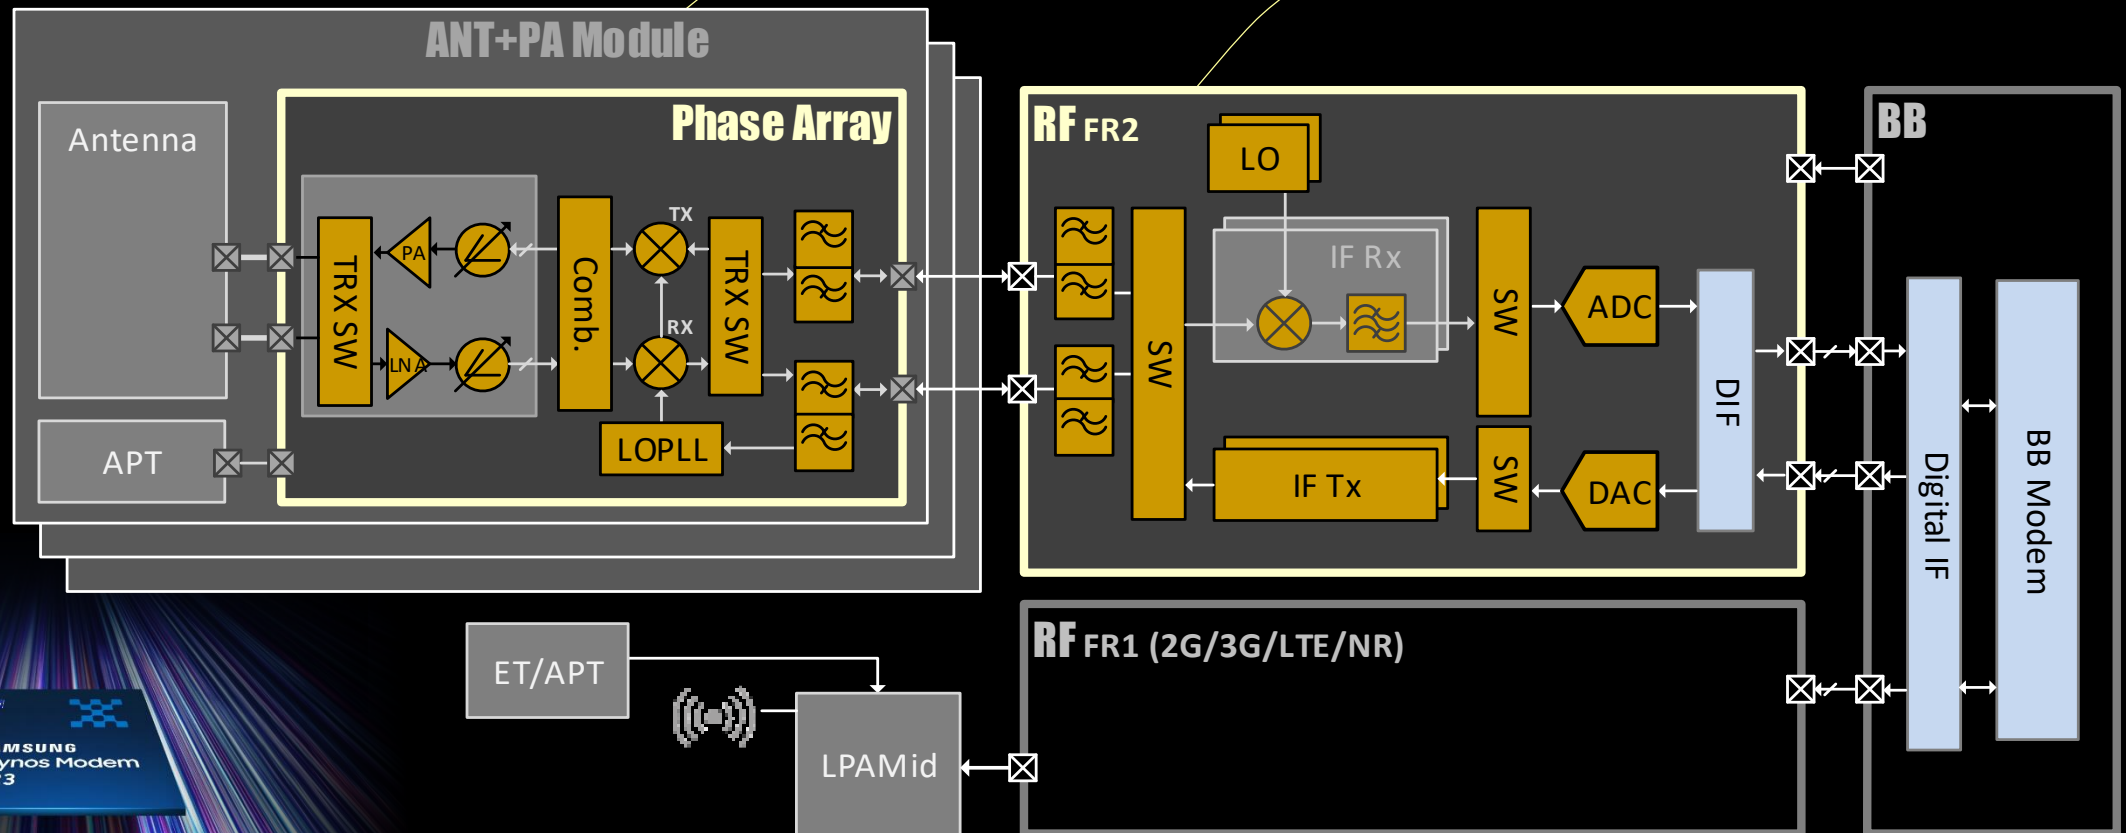 ANT+PA Module
Antenna
APT
Phase Array
TRX SW
PA
LNA
Comb.
TX
RX
TRX SW
LOPLL
RF FR2
LO
IF Rx
SW
SW
ADC
DIF
IF Tx
SW
DAC
BB
Digital IF
BB Modem
ET/APT
LPAMid
RF FR1 (2G/3G/LTE/NR)
MSUNG
ynos Modem
3